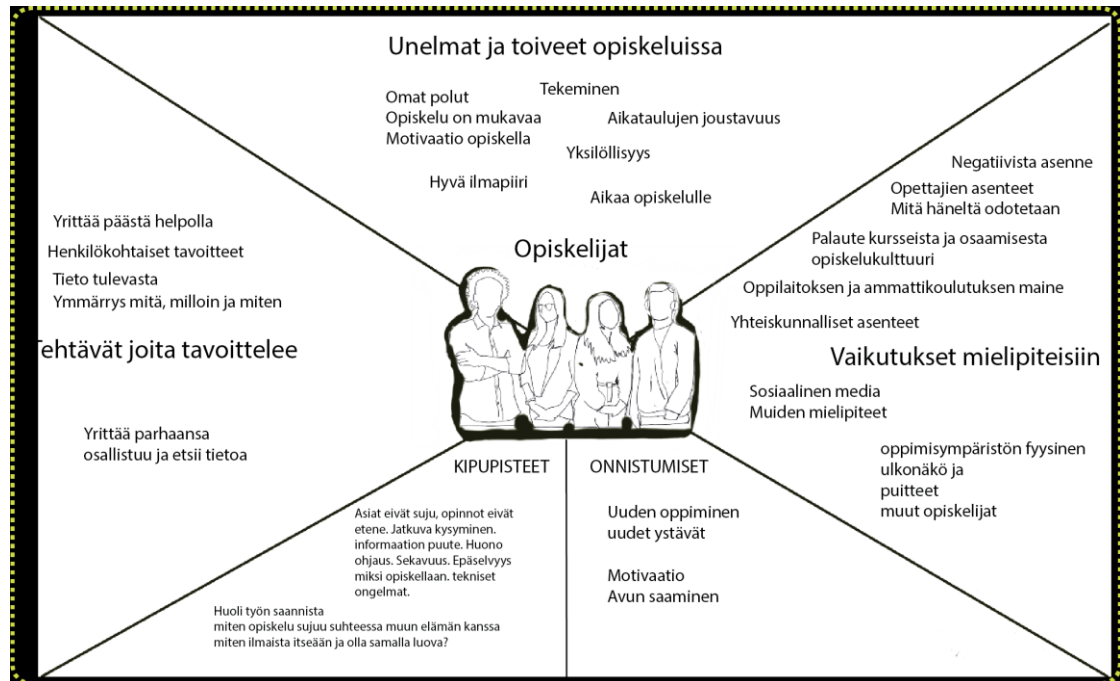 Unelmat ja toiveet opiskeluissa
Tekeminen
Omat polut
Opiskelu on mukavaa
Motivaatio opiskella
Aikataulujen joustavuus
Yksilöllisyys
Hyvä ilmapiiri
Aikaa opiskelulle
Negatiivista asenne
Opettajien asenteet
Mitä häneltä odotetaan
Palaute kursseista ja osaamisesta
opiskelukulttuuri
Oppilaitoksen ja ammattikoulutuksen maine
Yhteiskunnalliset asenteet
Vaikutukset mielipiteisiin
Sosiaalinen media
Muiden mielipiteet
oppimisympäristön fyysinen
ulkonäkö ja
puitteet
muut opiskelijat
Yrittää päästä helpolla
Henkilökohtaiset tavoitteet
Tieto tulevasta
Ymmärrys mitä, milloin ja miten
Tehtävät joita tavoittelee
Yrittää parhaansa
osallistuu ja etsii tietoa
Opiskelijat
KIPUPISTEET
Asiat eivät suju, opinnot eivät
etene. Jatkuva kysyminen.
informaation puute. Huono
ohjaus. Sekavuus. Epäselvyys
miksi opiskellaan. tekniset
ongelmat.
Huoli työn saannista
miten opiskelu sujuu suhteessa muun elämän kanssa
miten ilmaista itseään ja olla samalla luova?
ONNISTUMISET
Uuden oppiminen
uudet ystävät
Motivaatio
Avun saaminen